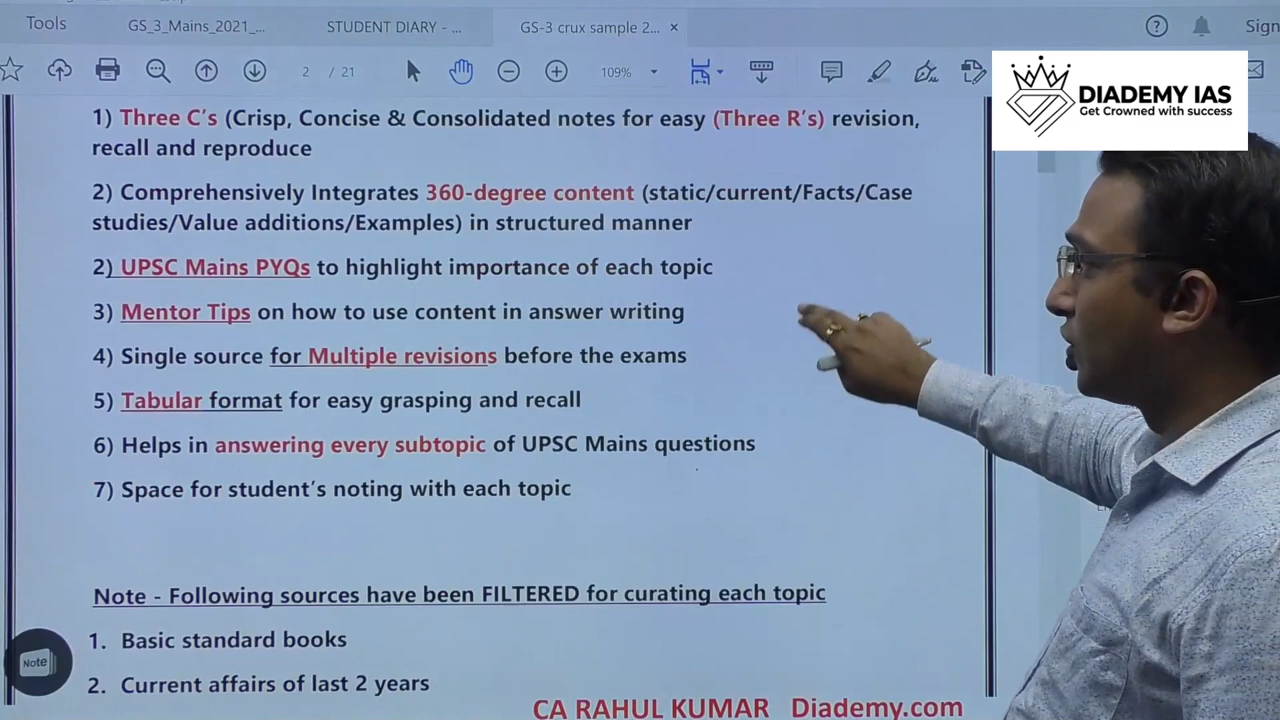 Tools
GS_3_Mains_2021_...
STUDENT DIARY - ...
GS-3 crux sample 2... ×
Sign
2 / 21
109%
DIADEMY IAS
Get Crowned with success
1) Three C's (Crisp, Concise & Consolidated notes for easy (Three R's) revision,
recall and reproduce
2) Comprehensively Integrates 360-degree content (static/current/Facts/Case
studies/Value additions/Examples) in structured manner
2) UPSC Mains PYQs to highlight importance of each topic
3) Mentor Tips on how to use content in answer writing
4) Single source for Multiple revisions before the exams
5) Tabular format for easy grasping and recall
6) Helps in answering every subtopic of UPSC Mains questions
7) Space for student's noting with each topic
Note - Following sources have been FILTERED for curating each topic
1. Basic standard books
Note
2. Current affairs of last 2 years
CA RAHUL KUMAR Diademy.com